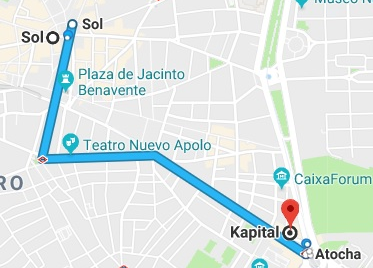 Museo N
Sol
Sol
Plaza de Jacinto
Benavente
Teatro Nuevo Apolo
RO
CaixaForum
Kapital
Atocha